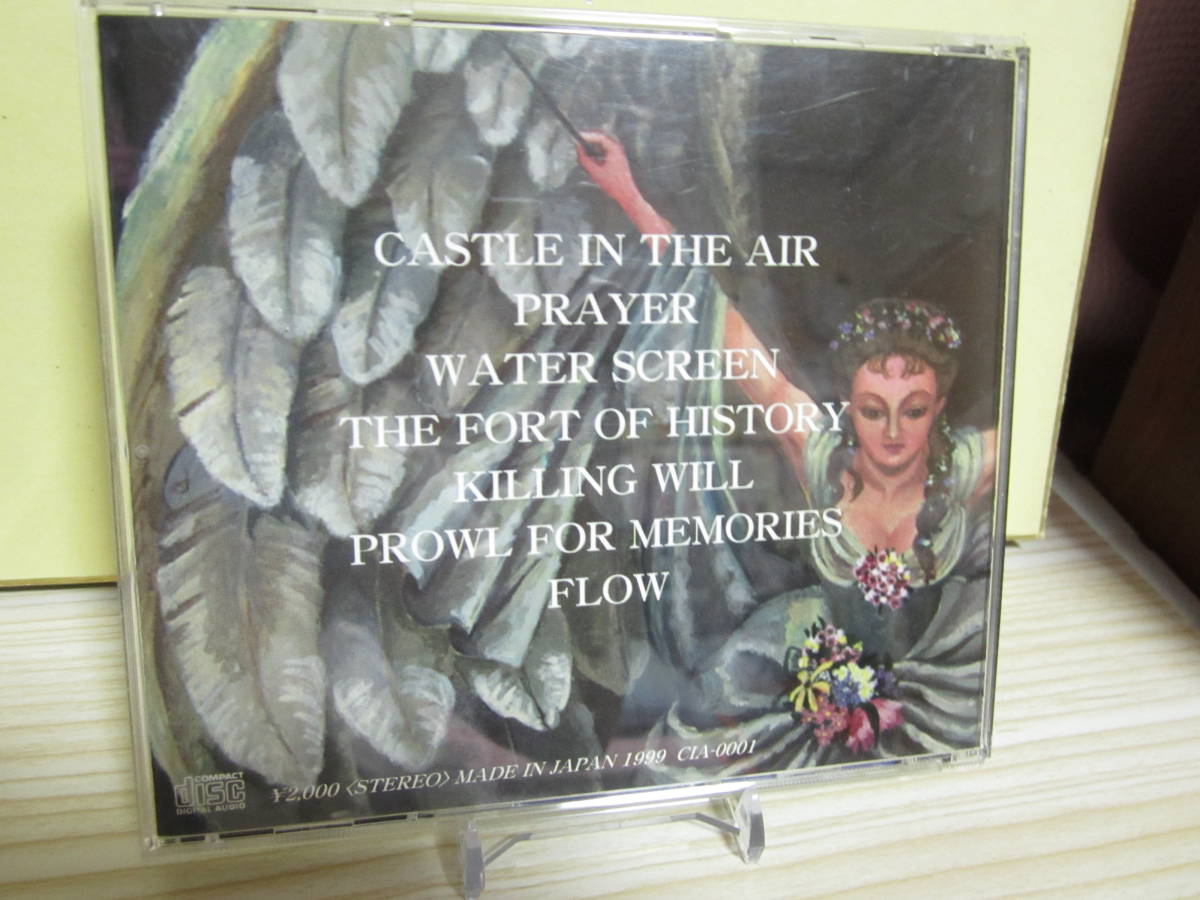 CASTLE IN THE AIR
PRAYER
WATER SCREEN
THE FORT OF HISTORY
KILLING WILL
PROWL FOR MEMORIES
FLOW
COMPACT
disc
DIGITAL AUDIO
¥2,000 〈STEREO〉 MADE IN JAPAN 1999 CIA-0001